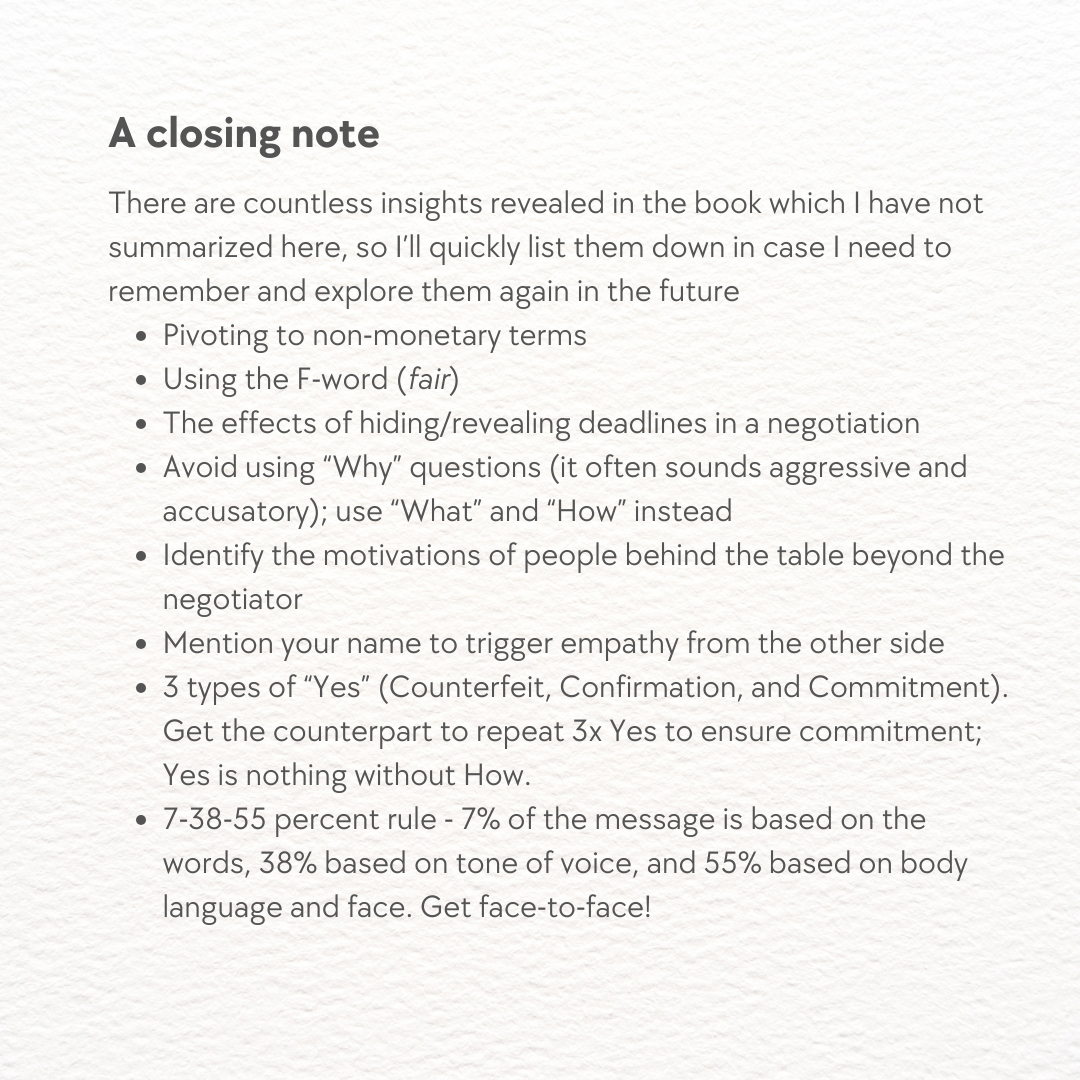 A closing note
There are countless insights revealed in the book which I have not
summarized here, so I'll quickly list them down in case I need to
remember and explore them again in the future
• Pivoting to non-monetary terms
• Using the F-word (fair)
• The effects of hiding/revealing deadlines in a negotiation
• Avoid using “Why” questions (it often sounds aggressive and
accusatory); use “What” and “How” instead
• Identify the motivations of people behind the table beyond the
negotiator
• Mention your name to trigger empathy from the other side
• 3 types of “Yes” (Counterfeit, Confirmation, and Commitment).
Get the counterpart to repeat 3x Yes to ensure commitment;
Yes is nothing without How.
• 7-38-55 percent rule - 7% of the message is based on the
words, 38% based on tone of voice, and 55% based on body
language and face. Get face-to-face!